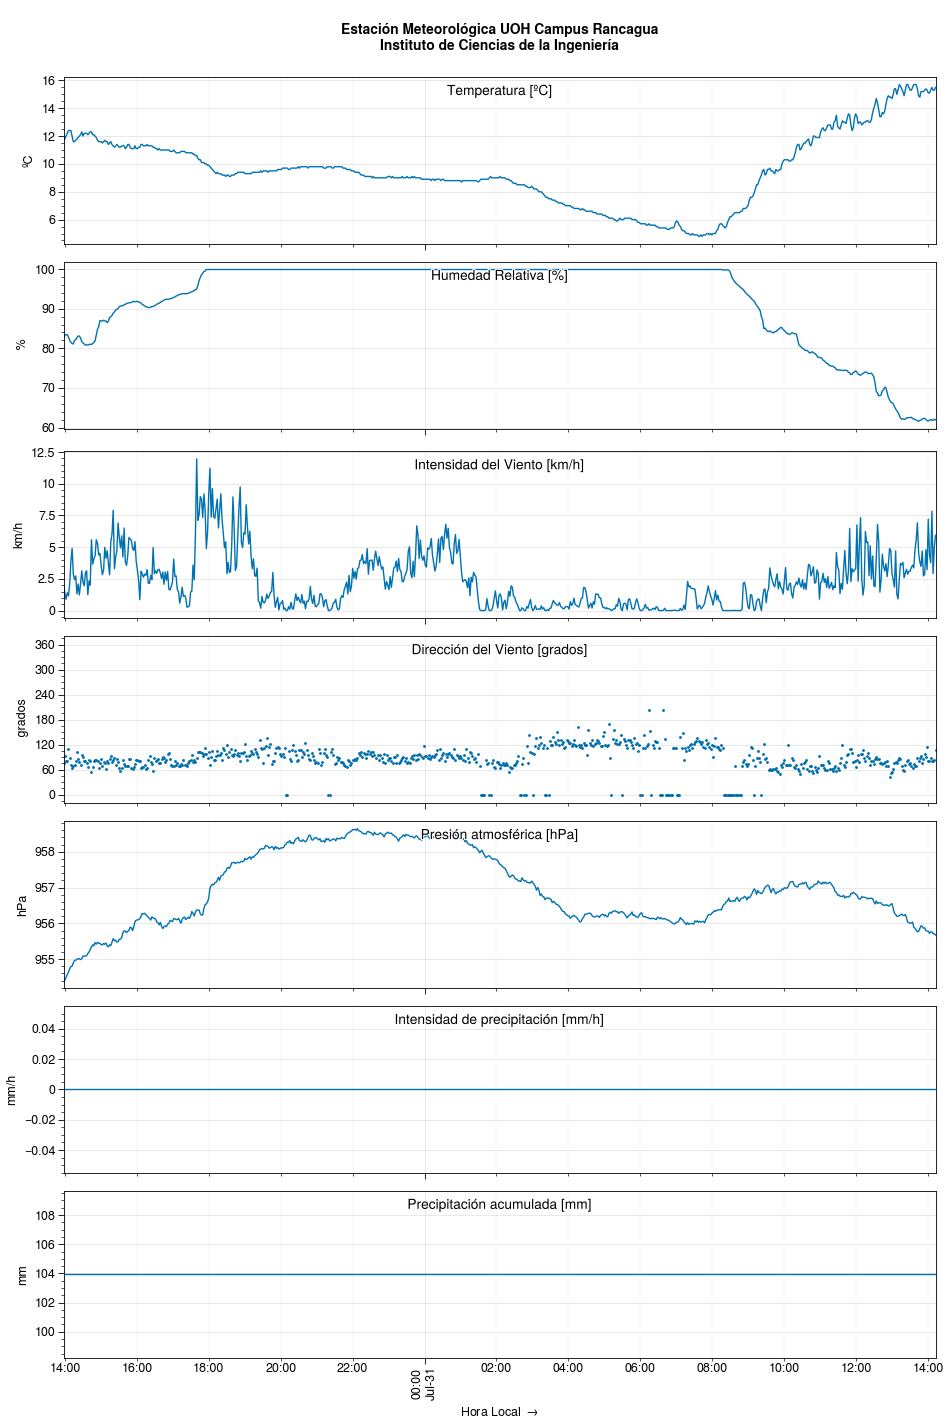 Estación Meteorológica UOH Campus Rancagua
Instituto de Ciencias de la Ingeniería
Temperatura [ºC]
ºC
16
14
12
10
8
6
Humedad Relativa [%]
%
100
90
80
70
60
Intensidad del Viento [km/h]
km/h
12.5
10
7.5
5
2.5
0
Dirección del Viento [grados]
grados
360
300
240
180
120
60
0
Presión atmosférica [hPa]
hPa
958
957
956
955
Intensidad de precipitación [mm/h]
mm/h
0.04
0.02
0
−0.02
−0.04
Precipitación acumulada [mm]
mm
108
106
104
102
100
14:00 16:00 18:00 20:00 22:00 00:00 02:00 04:00 06:00 08:00 10:00 12:00 14:00
Jul-31
Hora Local →